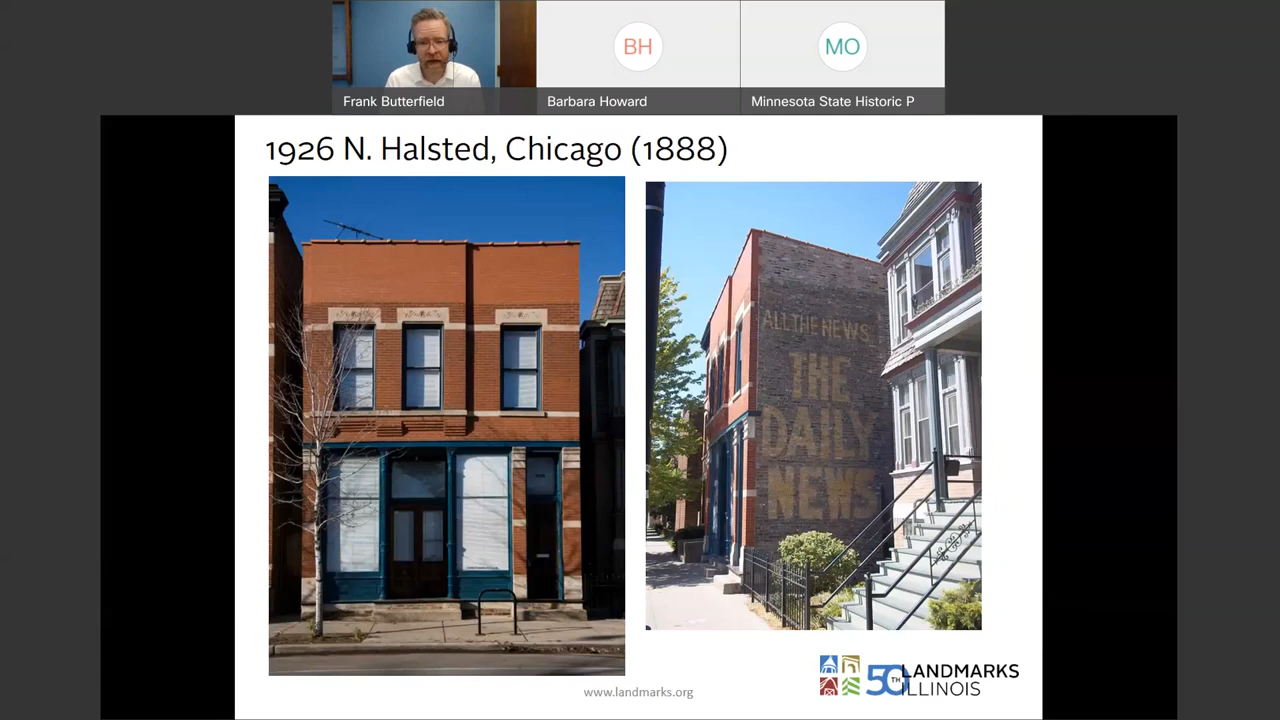 BH
MO
Frank Butterfield
Barbara Howard
Minnesota State Historic P
1926 N. Halsted, Chicago (1888)
ALL THE NEWS
THE
DAILY
NEWS
www.landmarks.org
50TH LANDMARKS
ILLINOIS